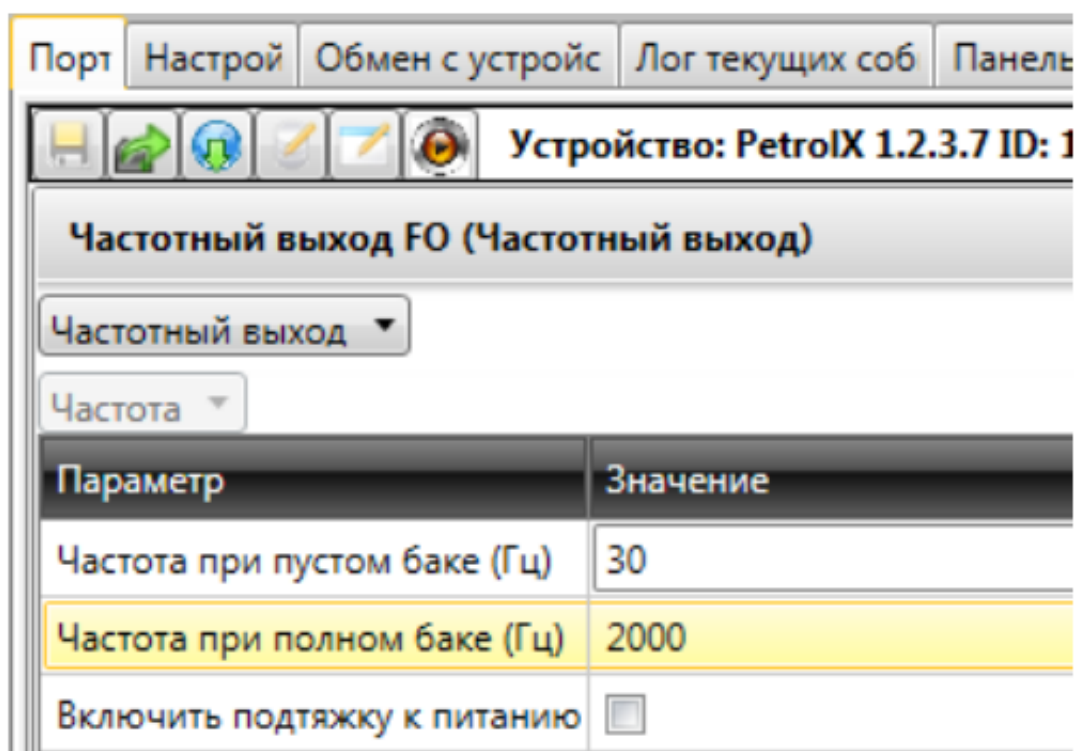 Порт Настрой Обмен с устройс Лог текущих соб Панель
Устройство: PetrolX 1.2.3.7 ID: 1
Частотный выход FO (Частотный выход)
Частотный выход
Частота
Параметр Значение
Частота при пустом баке (Гц) 30
Частота при полном баке (Гц) 2000
Включить подтяжку к питанию